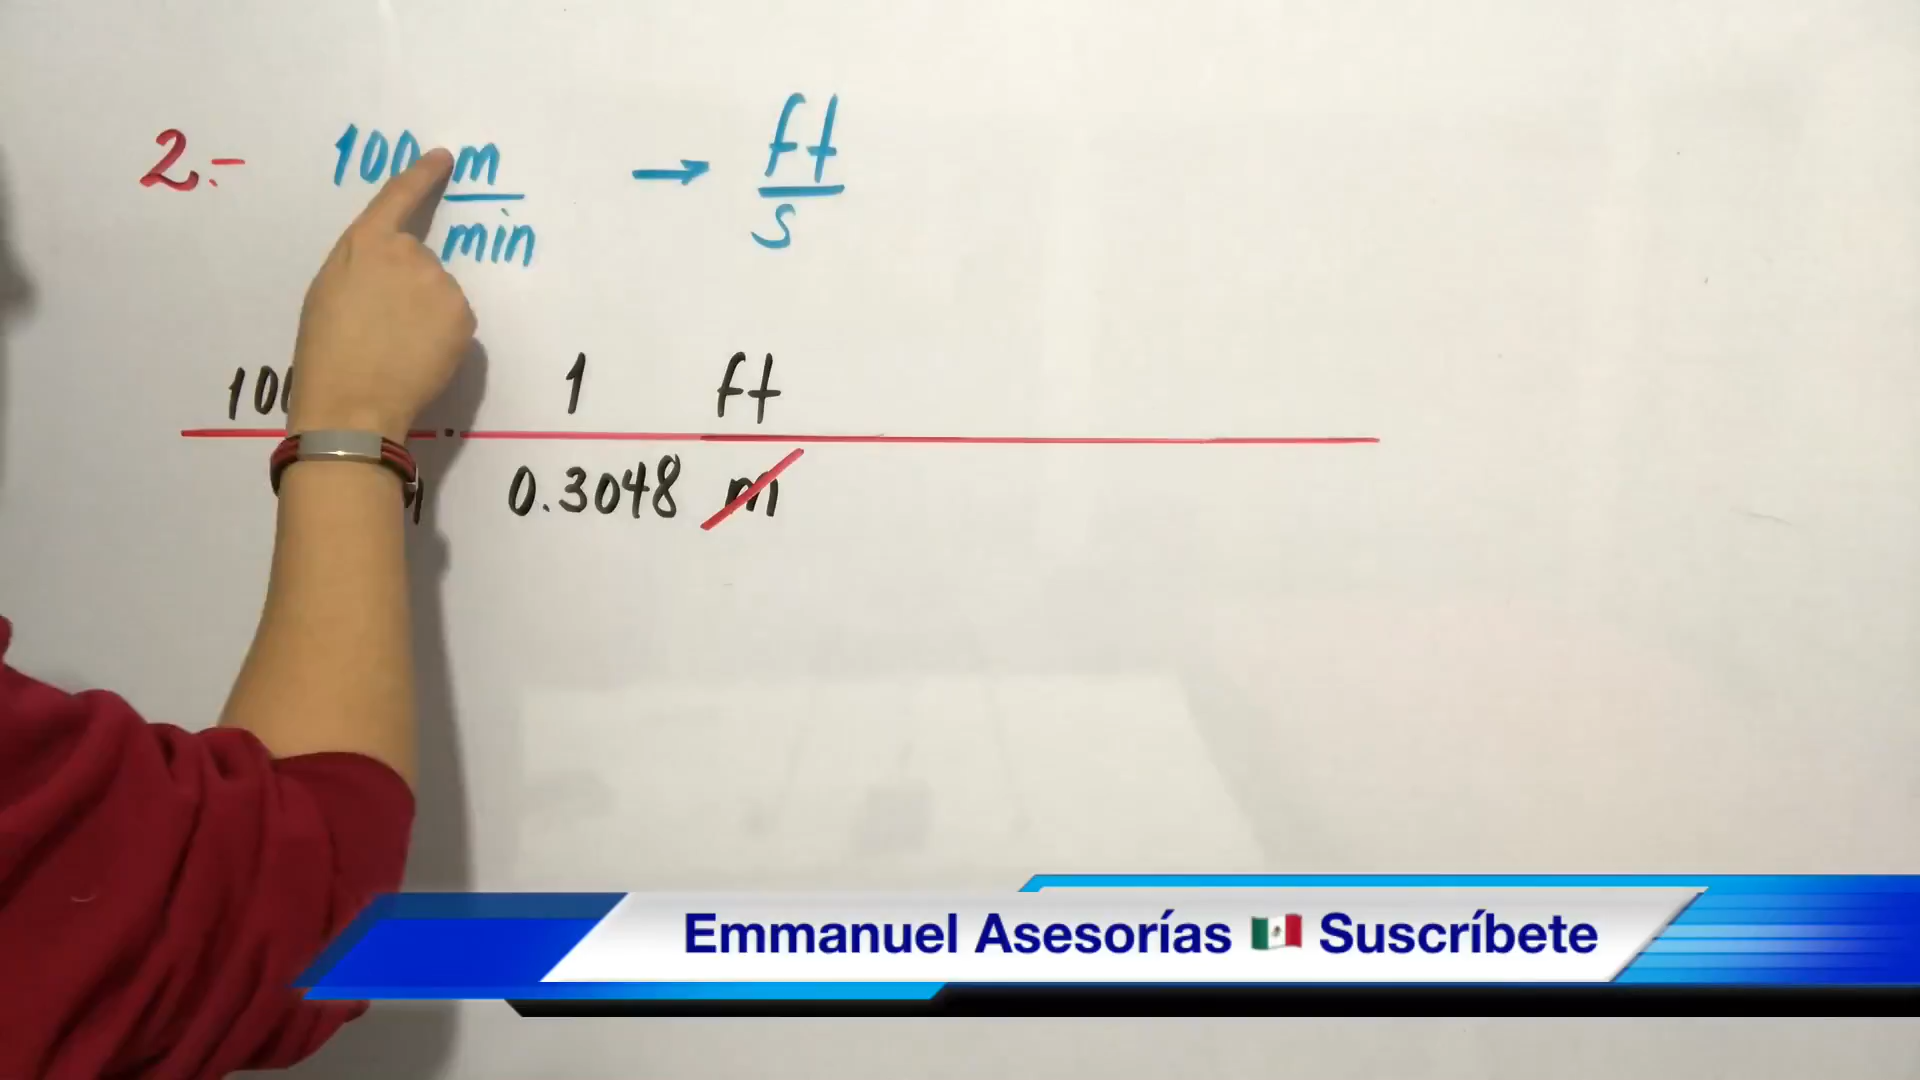 2.- 100 m → ft
min s
1 ft
0.3048 m
Emmanuel Asesorías 🇲🇽 Suscríbete